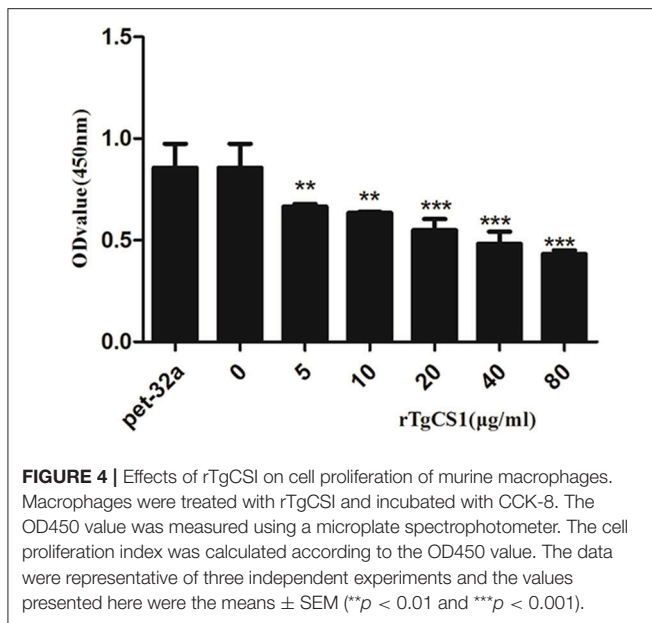 1.0
0.5
0.0
ODvalue(450nm)
** ** *** *** ***
pet-32a 0 5 10 20 40 80
rTgCS1(μg/ml)
FIGURE 4 | Effects of rTgCSI on cell proliferation of murine macrophages.
Macrophages were treated with rTgCSI and incubated with CCK-8. The
OD450 value was measured using a microplate spectrophotometer. The cell
proliferation index was calculated according to the OD450 value. The data
were representative of three independent experiments and the values
presented here were the means ± SEM (**p < 0.01 and ***p < 0.001).